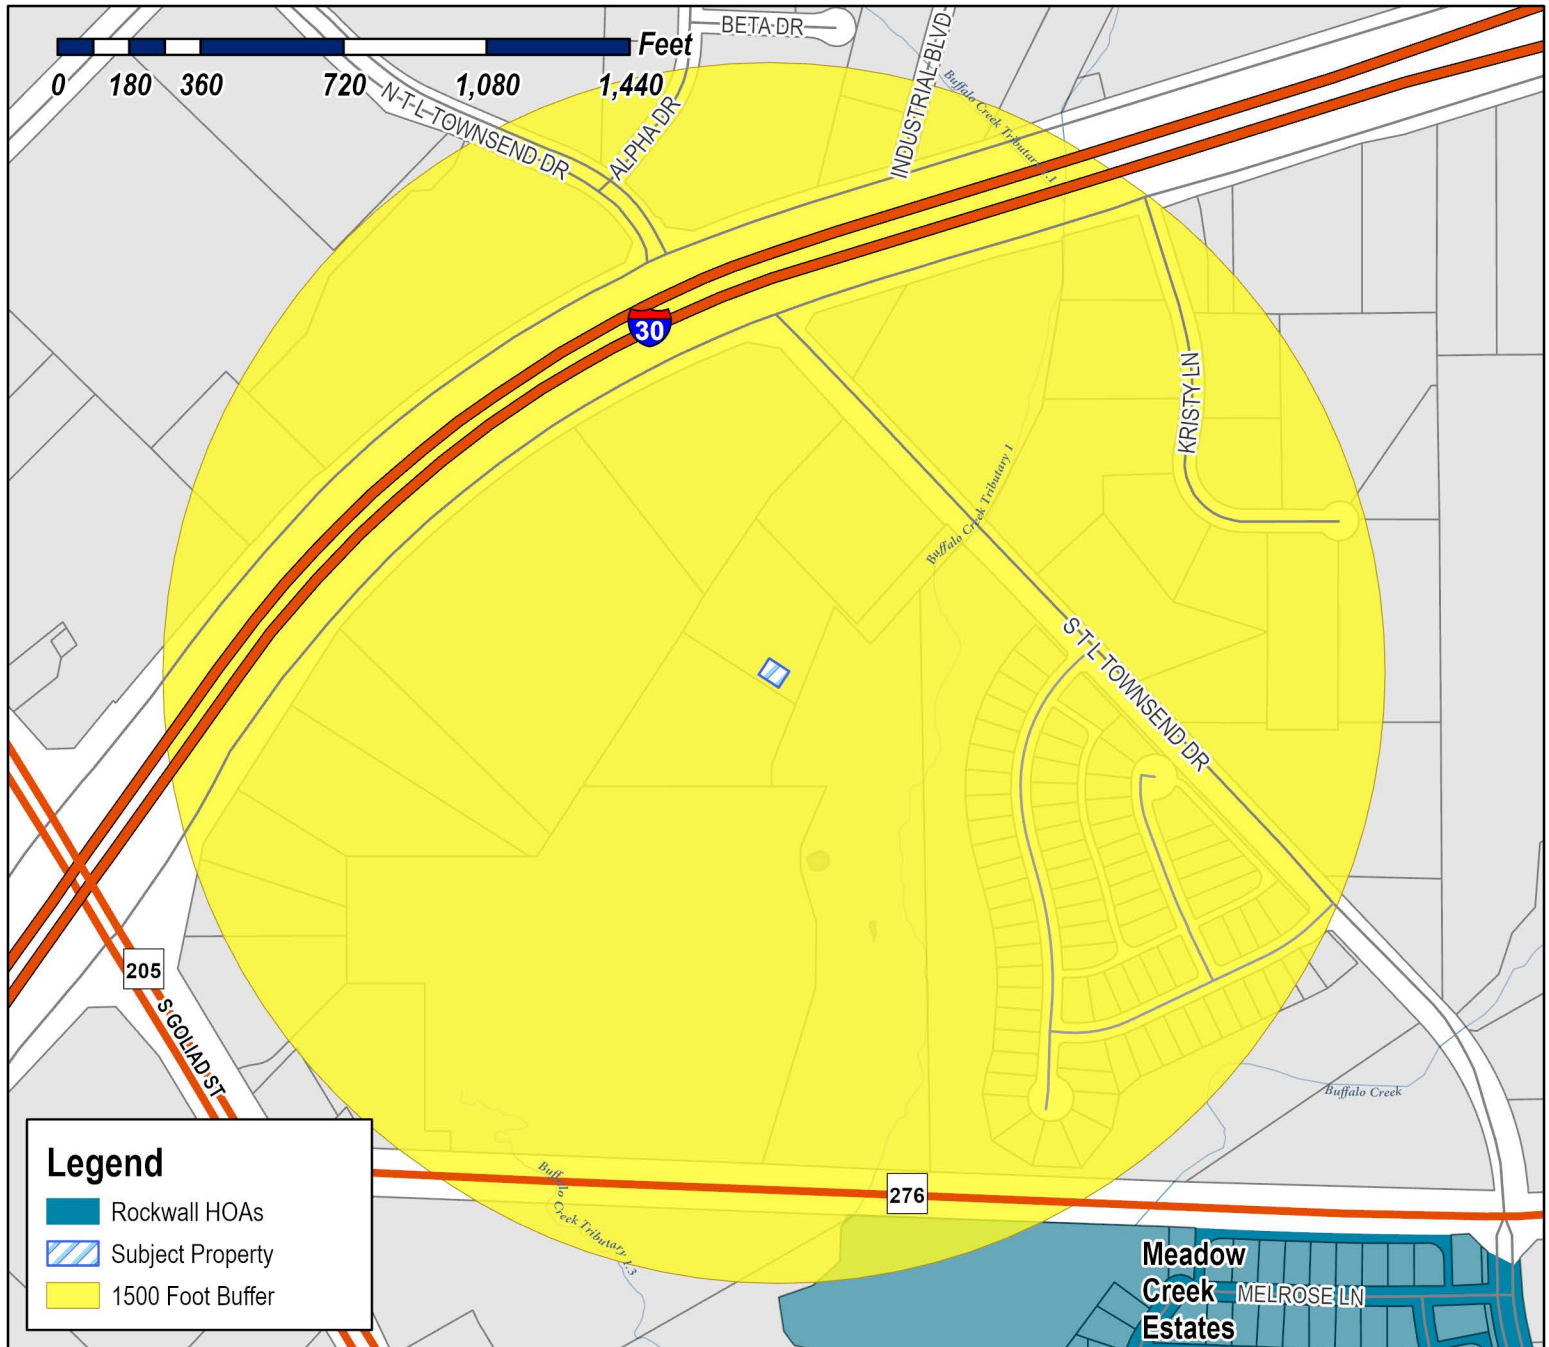 BETA DR
INDUSTRIAL BLVD
Feet
0 180 360 720 1,080 1,440
N T L TOWNSEND DR
ALPHA DR
Buffalo Creek Tributary 1.1
30
KRISTY LN
Buffalo Creek Tributary 1
S T L TOWNSEND DR
205
S GOLIAD ST
Buffalo Creek
276
Buffalo Creek Tributary 1.3
Legend
Rockwall HOAs
Subject Property
1500 Foot Buffer
Meadow
Creek
Estates
MELROSE LN